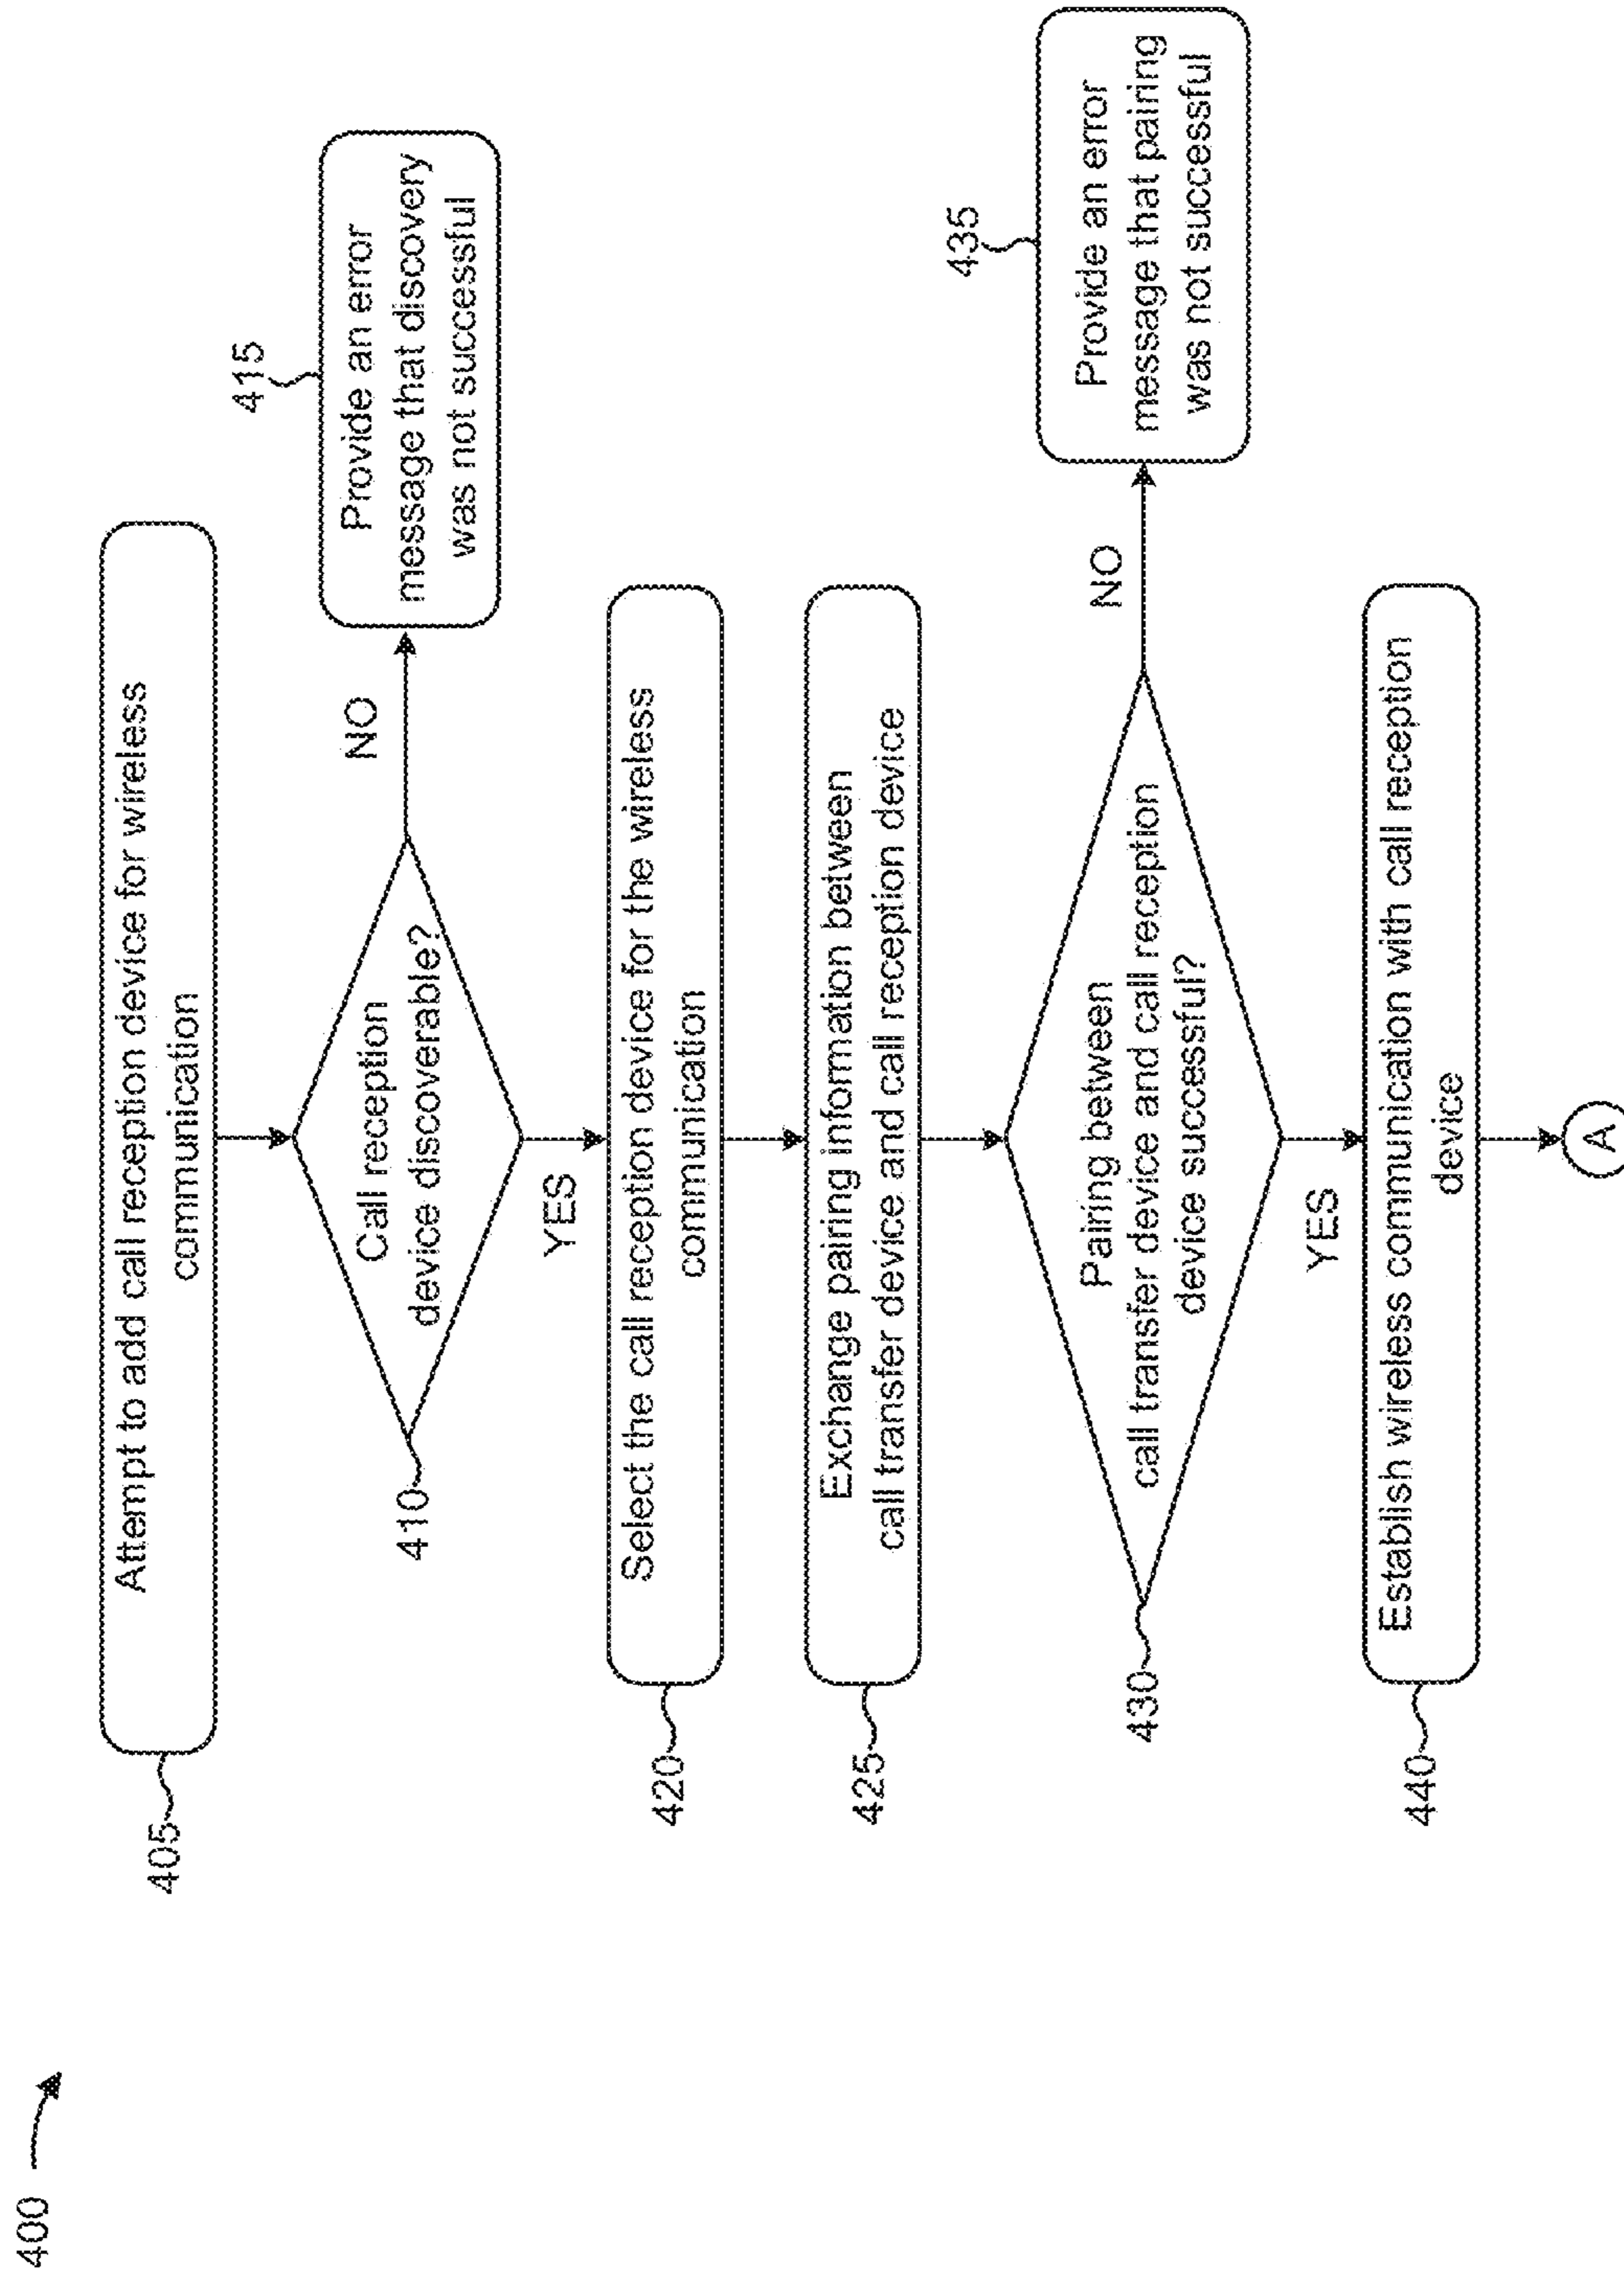 400
405
Attempt to add call reception device for wireless
communication
410
Call reception
device discoverable?
NO
415
Provide an error
message that discovery
was not successful
YES
420
Select the call reception device for the wireless
communication
425
Exchange pairing information between
call transfer device and call reception device
430
Pairing between
call transfer device and call reception
device successful?
NO
435
Provide an error
message that pairing
was not successful
YES
440
Establish wireless communication with call reception
device
A